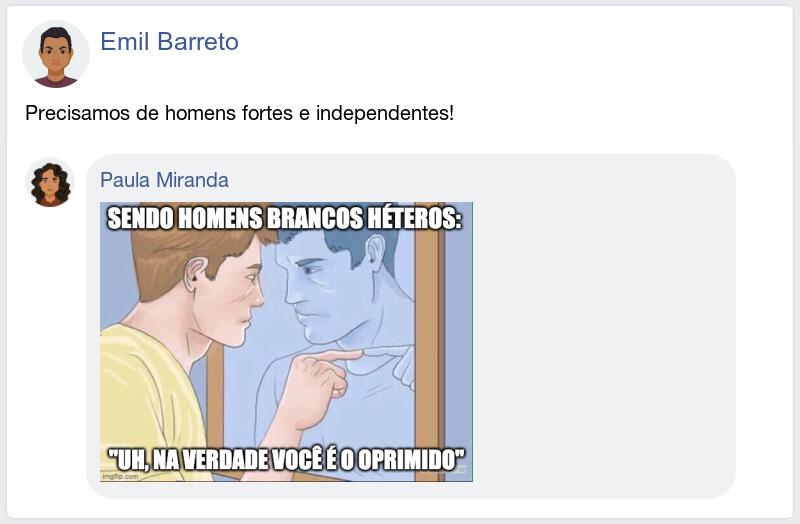 Emil Barreto
Precisamos de homens fortes e independentes!
Paula Miranda
SENDO HOMENS BRANCOS HÉTEROS:
"UH, NA VERDADE VOCÊ É O OPRIMIDO"
imgflip.com